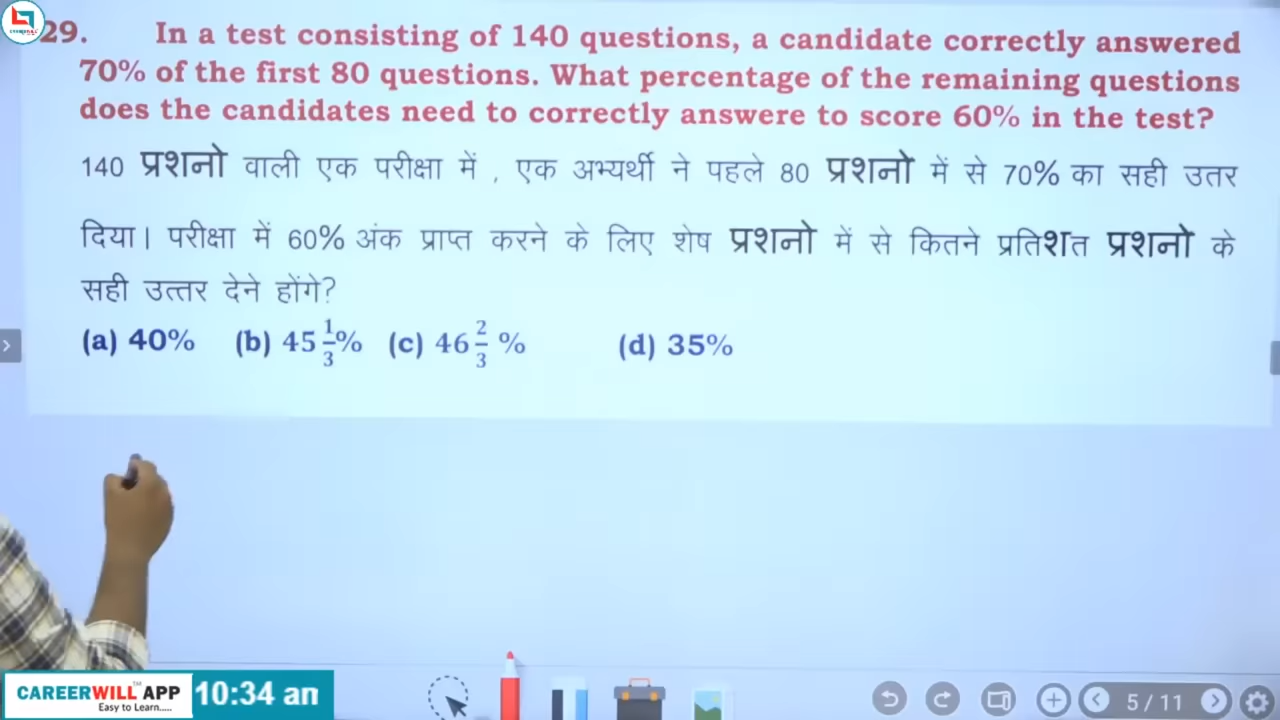 29. In a test consisting of 140 questions, a candidate correctly answered
70% of the first 80 questions. What percentage of the remaining questions
does the candidates need to correctly answere to score 60% in the test?
140 प्रशनो वाली एक परीक्षा में , एक अभ्यर्थी ने पहले 80 प्रशनो में से 70% का सही उतर
दिया। परीक्षा में 60% अंक प्राप्त करने के लिए शेष प्रशनो में से कितने प्रतिशत प्रशनो के
सही उत्तर देने होंगे?
(a) 40% (b) 45 1/3% (c) 46 2/3 % (d) 35%
CAREERWILL APP
Easy to Learn.....
10:34 an
5 / 11